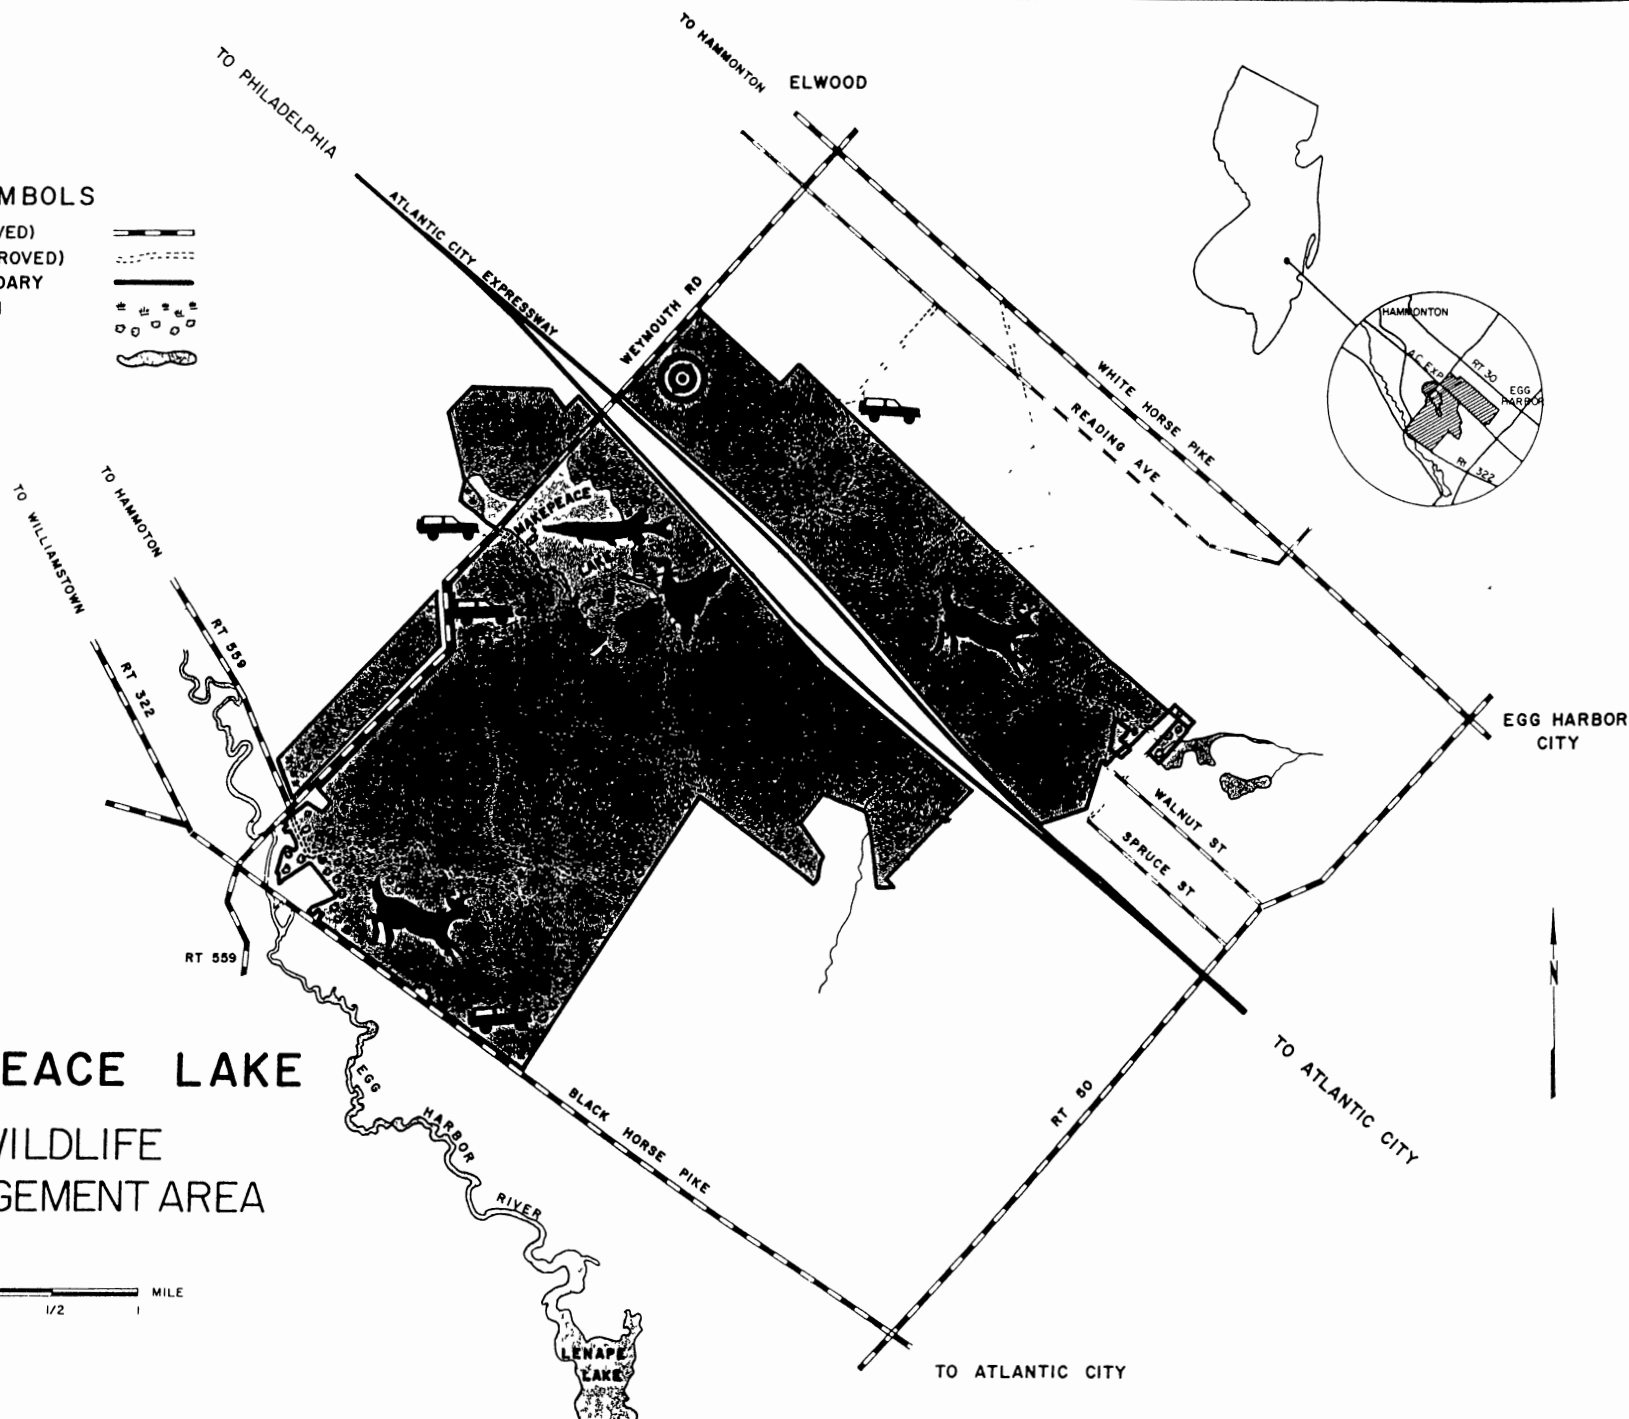 TO HAMMONTON
ELWOOD
TO PHILADELPHIA
MBOLS
VED)
ROVED)
DARY
ATLANTIC CITY EXPRESSWAY
WEYMOUTH RD
WHITE HORSE PIKE
READING AVE
HAMMONTON
A.C. EXP
RT 30
EGG
HARBOR
Rt 322
TO HAMMOTON
TO WILLIAMSTOWN
RT 559
RT 322
MAKEPEACE
LAKE
EGG HARBOR
CITY
WALNUT ST
SPRUCE ST
RT 559
N
EACE LAKE
WILDLIFE
GEMENT AREA
MILE
1/2
1
EGG HARBOR RIVER
BLACK HORSE PIKE
RT 50
TO ATLANTIC CITY
LENAPE
LAKE
TO ATLANTIC CITY